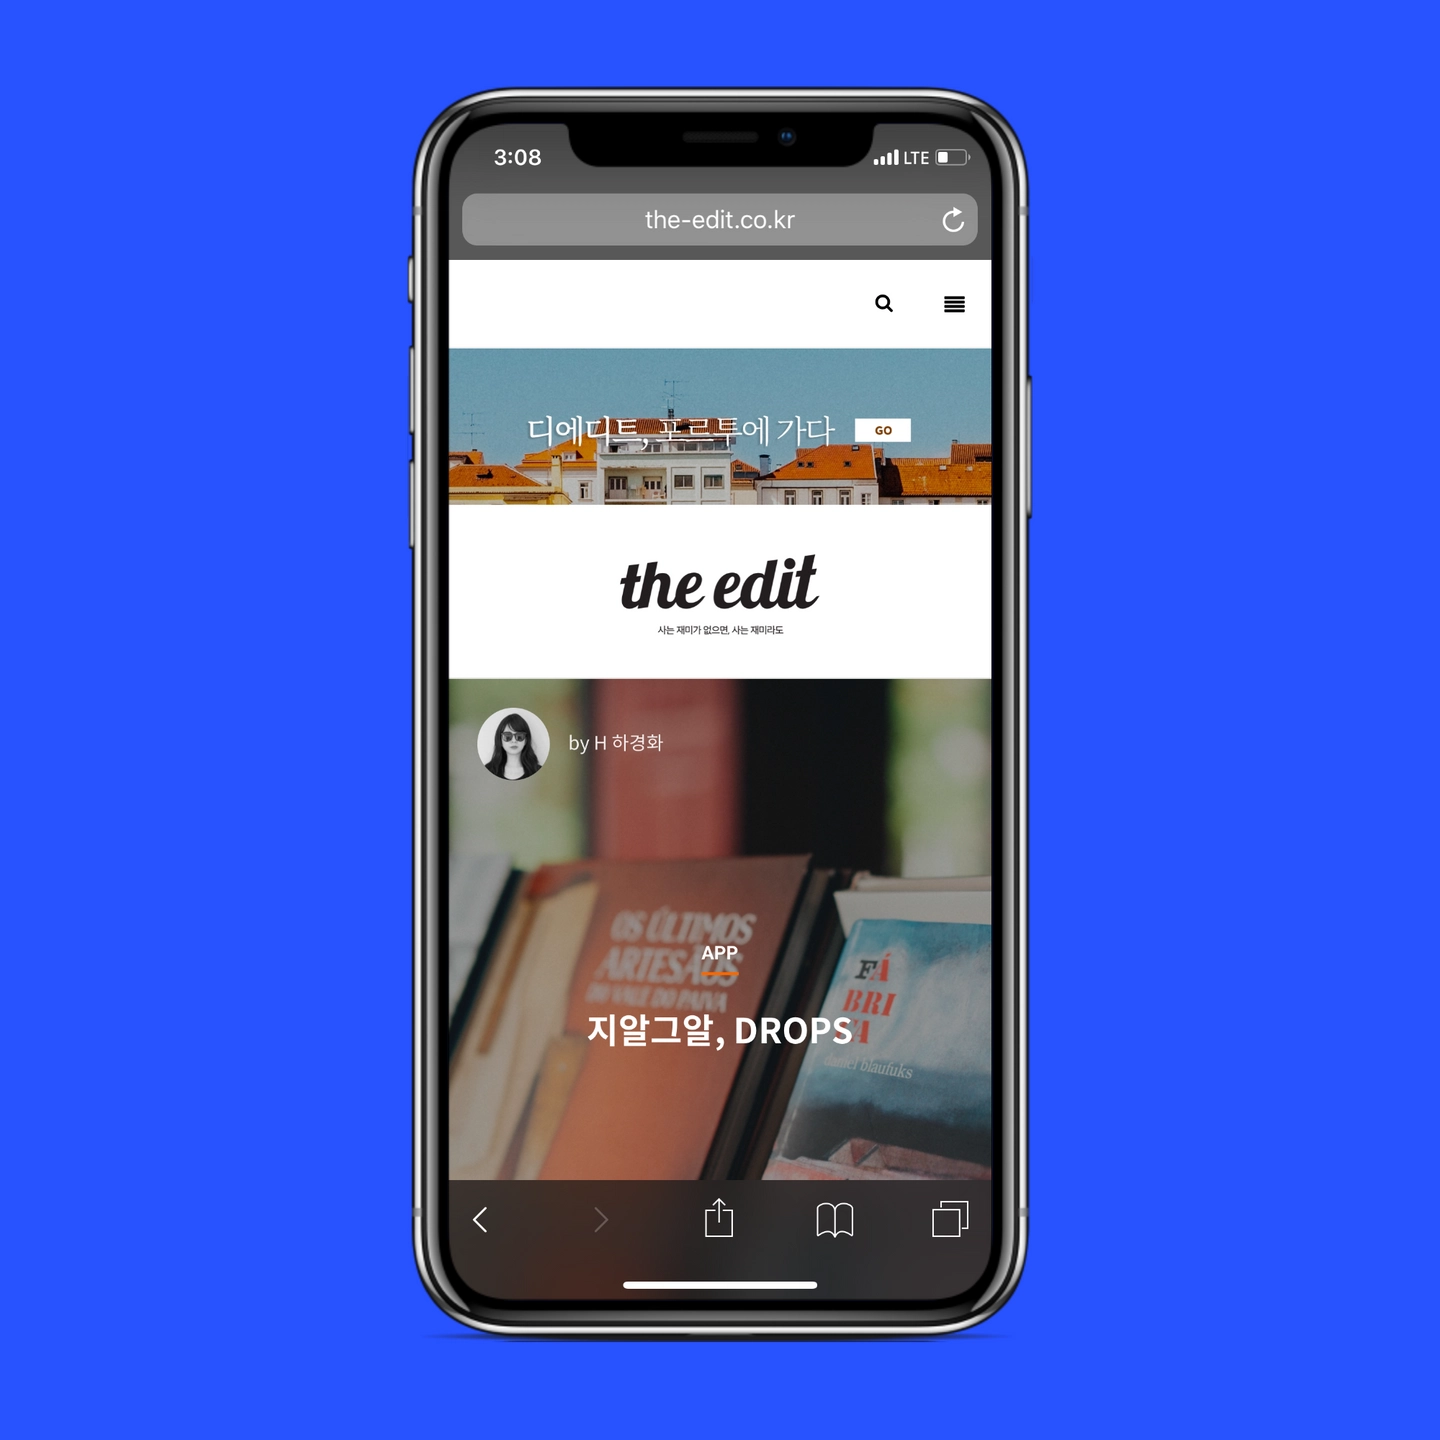 3:08
LTE
the-edit.co.kr
디에디트, 포르투에 가다
GO
the edit
사는 재미가 없으면, 사는 재미라도
by H 하경화
OS ÚLTIMOS
ARTESÃOS
DO VALE DO PAIVA
APP
지알그알, DROPS
FÁ
BRI
CA
daniel blaufuks